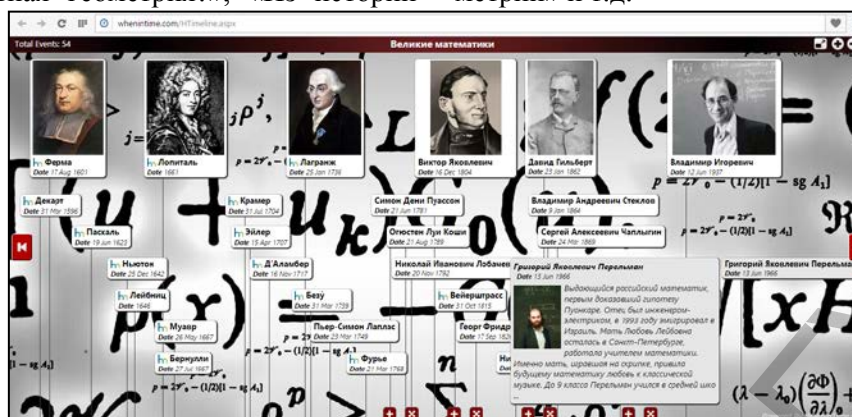 whenintime.com/HTimeline.aspx
Total Events: 54
Великие математики
Ферма
Date 17 Aug 1601
Лопиталь
Date 1661
Лагранж
Date 25 Jan 1736
Виктор Яковлевич
Date 16 Dec 1804
Давид Гильберт
Date 23 Jan 1862
Владимир Игоревич
Date 12 Jun 1937
Декарт
Date 31 Mar 1596
Крамер
Date 31 Jul 1704
Симон Дени Пуассон
Date 21 Jun 1781
Владимир Андреевич Стеклов
Date 9 Jan 1864
Паскаль
Date 19 Jun 1623
Эйлер
Date 15 Apr 1707
Огюстен Луи Коши
Date 21 Aug 1789
Сергей Алексеевич Чаплыгин
Date 24 Mar 1869
Ньютон
Date 25 Dec 1642
Д'Аламбер
Date 16 Nov 1717
Николай Иванович Лобачев
Date 20 Nov 1792
Григорий Яковлевич Перельман
Date 13 Jun 1966
Григорий Яковлевич Перельма
Date 13 Jun 1966
Лейбниц
Date 1646
Безу
Date 31 Mar 1739
Вейерштрасс
Date 31 Oct 1815
Муавр
Date 26 May 1667
Пьер-Симон Лаплас
Date 23 Mar 1749
Георг Фридр
Date 17 Sep 182
Бернулли
Date 27 Jul 1667
Фурье
Date 21 Mar 1768
Выдающийся российский математик,
первым доказавший гипотезу
Пуанкаре. Отец был инженером-
электриком, в 1993 году эмигрировал в
Израиль. Мать Любовь Лейбовна
осталась в Санкт-Петербурге,
работала учителем математики.
Именно мать, игравшая на скрипке, привила
будущему математику любовь к классической
музыке. До 9 класса Перельман учился в средней шко
...